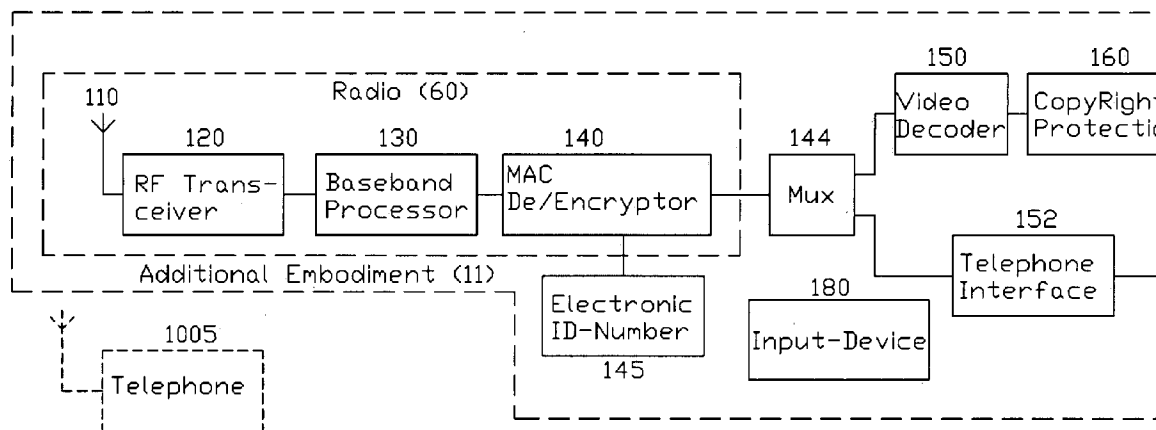 150
160
Radio (60)
110
Video
Decoder
CopyRight
120
130
140
144
RF Trans-
ceiver
Baseband
Processor
MAC
De/Encryptor
Mux
152
Additional Embodiment (11)
Telephone
Interface
Electronic
ID-Number
180
1005
Input-Device
145
Telephone